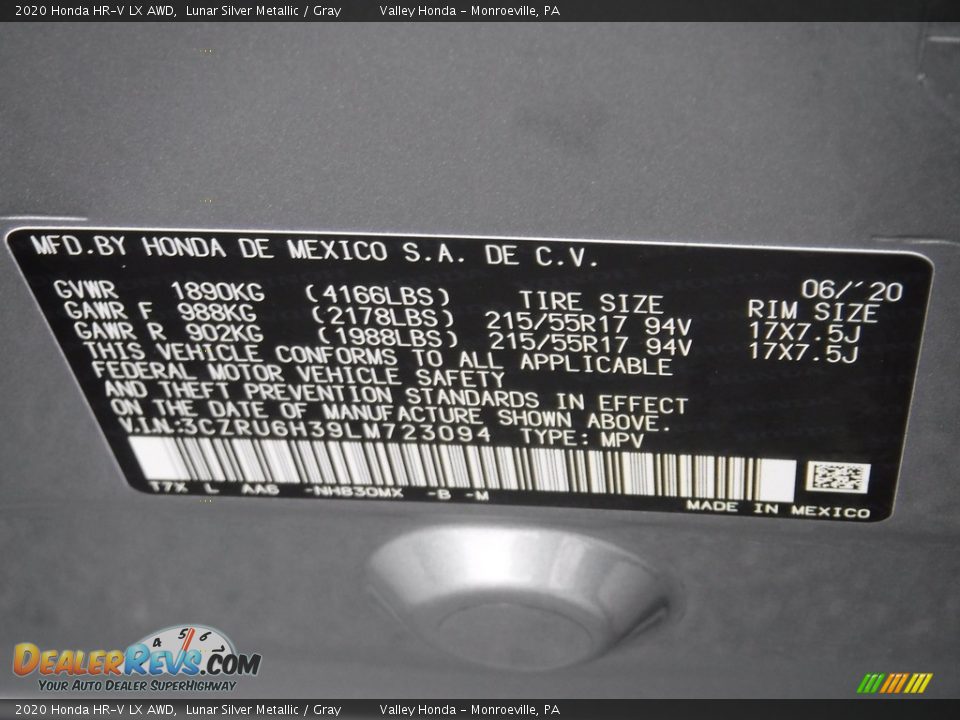 2020 Honda HR-V LX AWD, Lunar Silver Metallic / Gray Valley Honda - Monroeville, PA
MFD.BY HONDA DE MEXICO S.A. DE C.V.
06/'20
GVWR 1890KG (4166LBS) TIRE SIZE RIM SIZE
GAWR F 988KG (2178LBS) 215/55R17 94V 17X7.5J
GAWR R 902KG (1988LBS) 215/55R17 94V 17X7.5J
THIS VEHICLE CONFORMS TO ALL APPLICABLE
FEDERAL MOTOR VEHICLE SAFETY
AND THEFT PREVENTION STANDARDS IN EFFECT
ON THE DATE OF MANUFACTURE SHOWN ABOVE.
V.I.N.:3CZRU6H39LM723094 TYPE: MPV
T7X L AA6 -NH830MX -B -M
MADE IN MEXICO
4 5 6
DEALERREVS.COM
YOUR AUTO DEALER SUPERHIGHWAY
2020 Honda HR-V LX AWD, Lunar Silver Metallic / Gray Valley Honda - Monroeville, PA